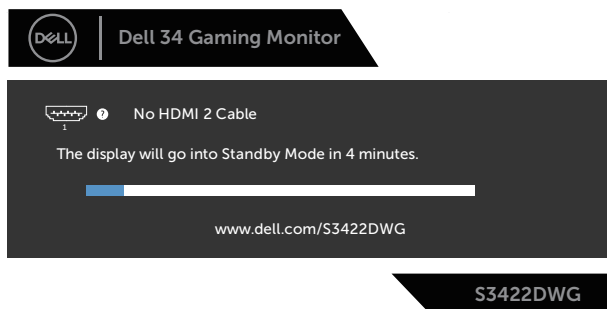 DELL
Dell 34 Gaming Monitor
? No HDMI 2 Cable
1
The display will go into Standby Mode in 4 minutes.
www.dell.com/S3422DWG
S3422DWG